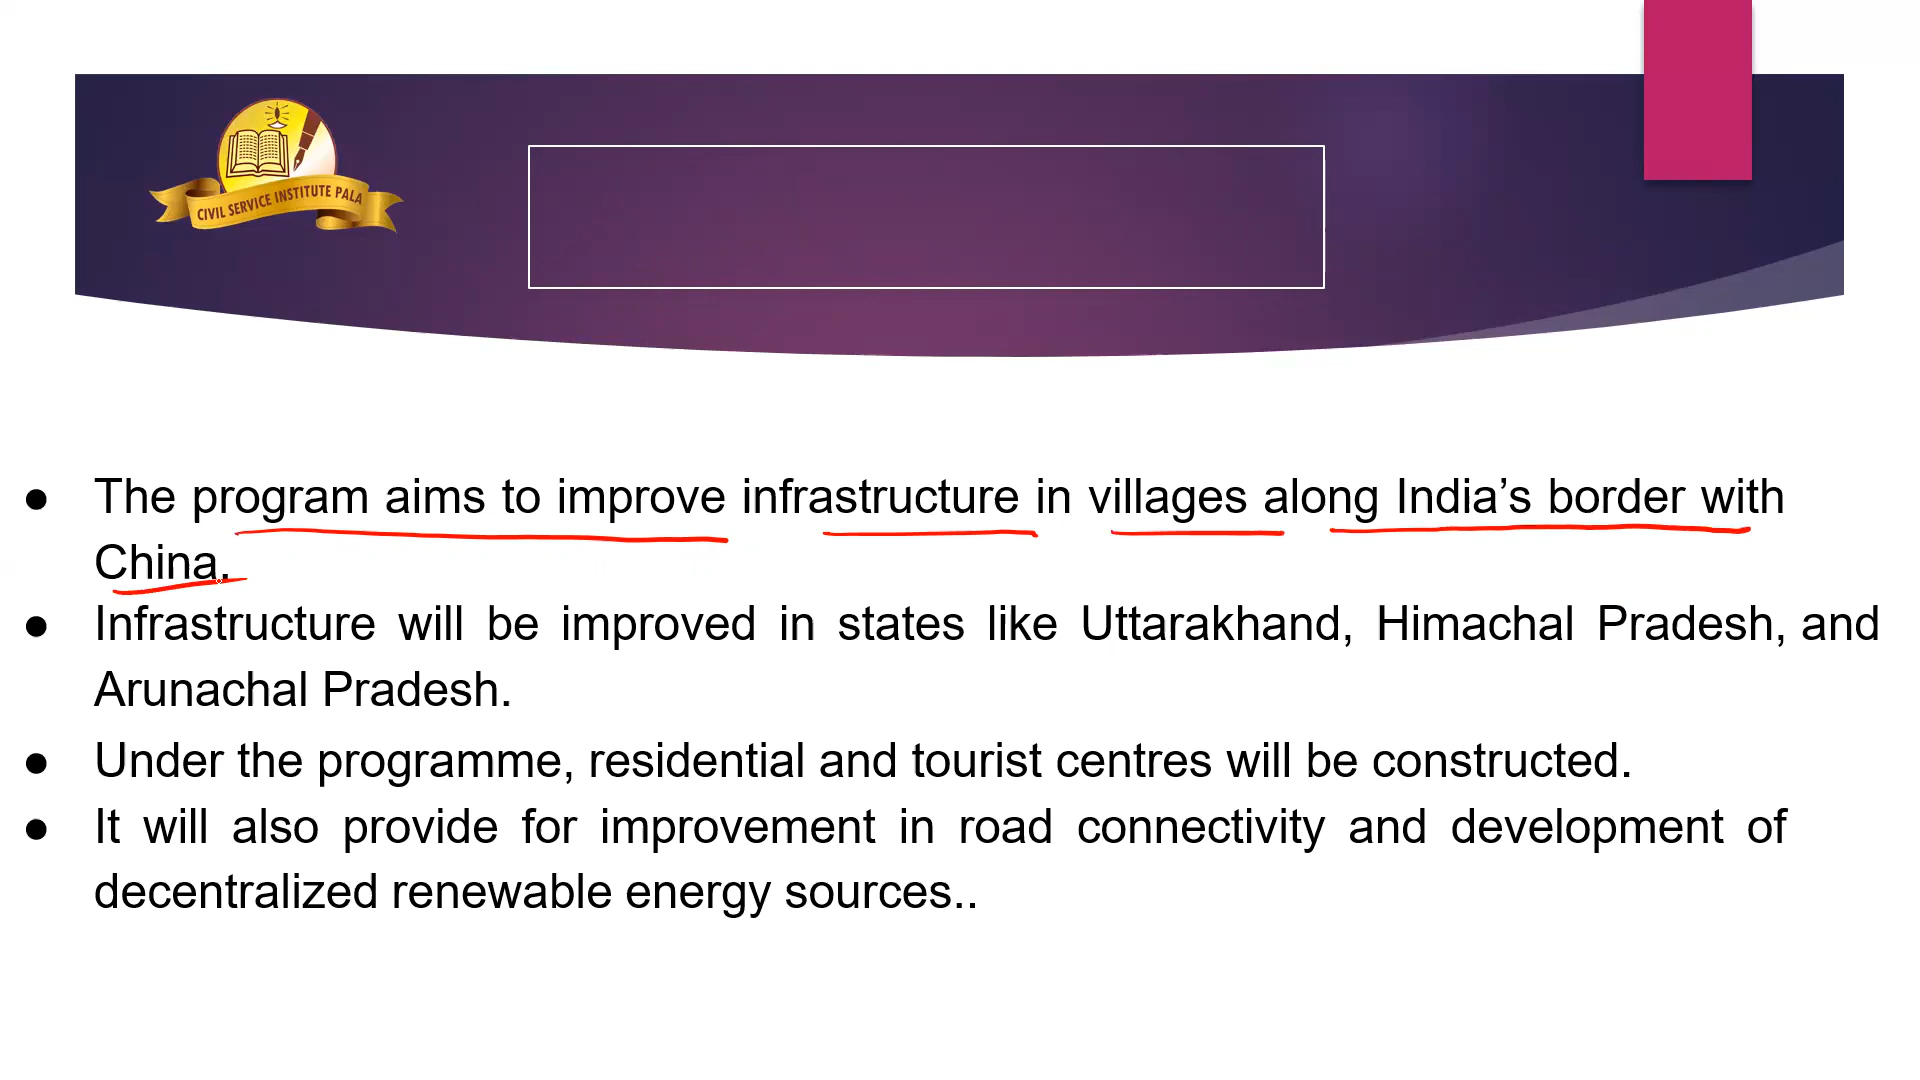 CIVIL SERVICE INSTITUTE PALA
● The program aims to improve infrastructure in villages along India’s border with
China.
● Infrastructure will be improved in states like Uttarakhand, Himachal Pradesh, and
Arunachal Pradesh.
● Under the programme, residential and tourist centres will be constructed.
● It will also provide for improvement in road connectivity and development of
decentralized renewable energy sources..